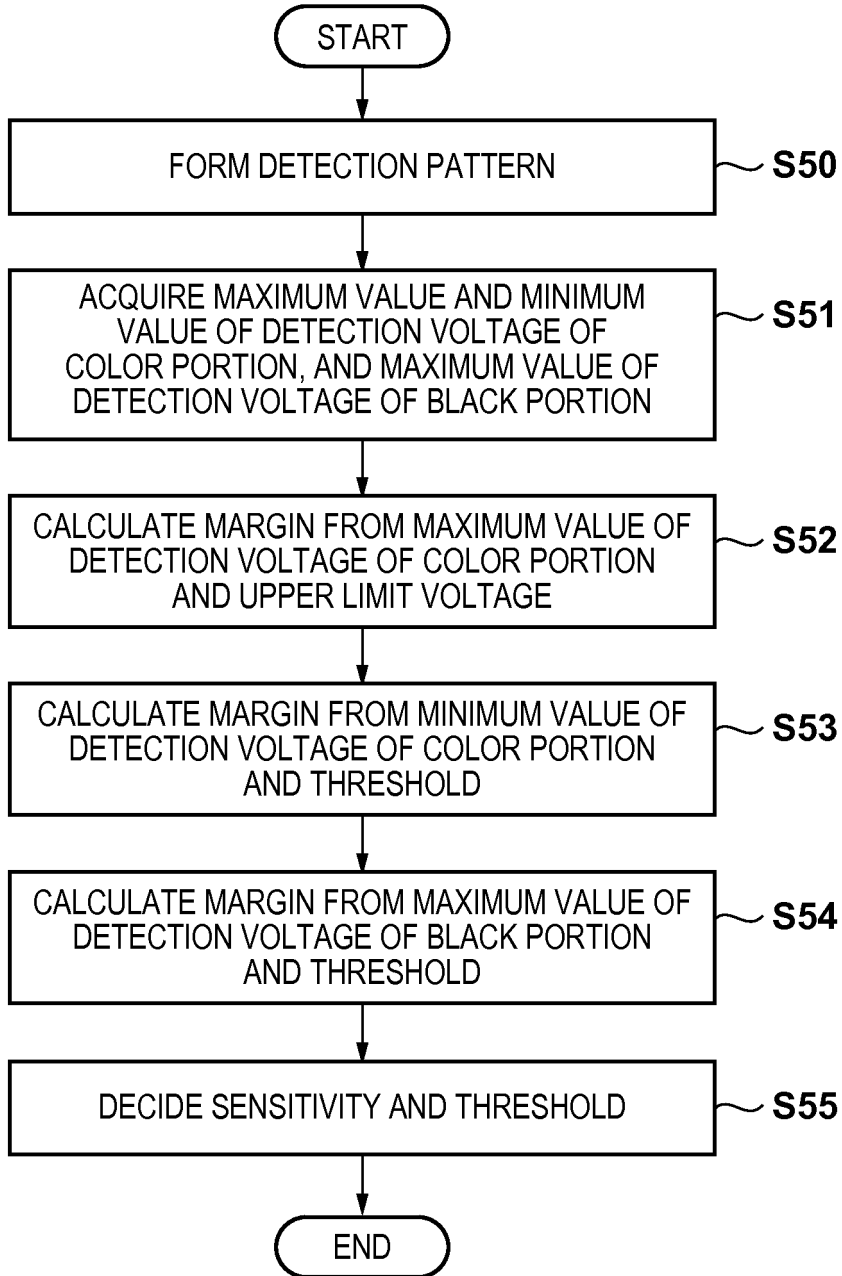 START
FORM DETECTION PATTERN
S50
ACQUIRE MAXIMUM VALUE AND MINIMUM
VALUE OF DETECTION VOLTAGE OF
COLOR PORTION, AND MAXIMUM VALUE OF
DETECTION VOLTAGE OF BLACK PORTION
S51
CALCULATE MARGIN FROM MAXIMUM VALUE OF
DETECTION VOLTAGE OF COLOR PORTION
AND UPPER LIMIT VOLTAGE
S52
CALCULATE MARGIN FROM MINIMUM VALUE OF
DETECTION VOLTAGE OF COLOR PORTION
AND THRESHOLD
S53
CALCULATE MARGIN FROM MAXIMUM VALUE OF
DETECTION VOLTAGE OF BLACK PORTION
AND THRESHOLD
S54
DECIDE SENSITIVITY AND THRESHOLD
S55
END